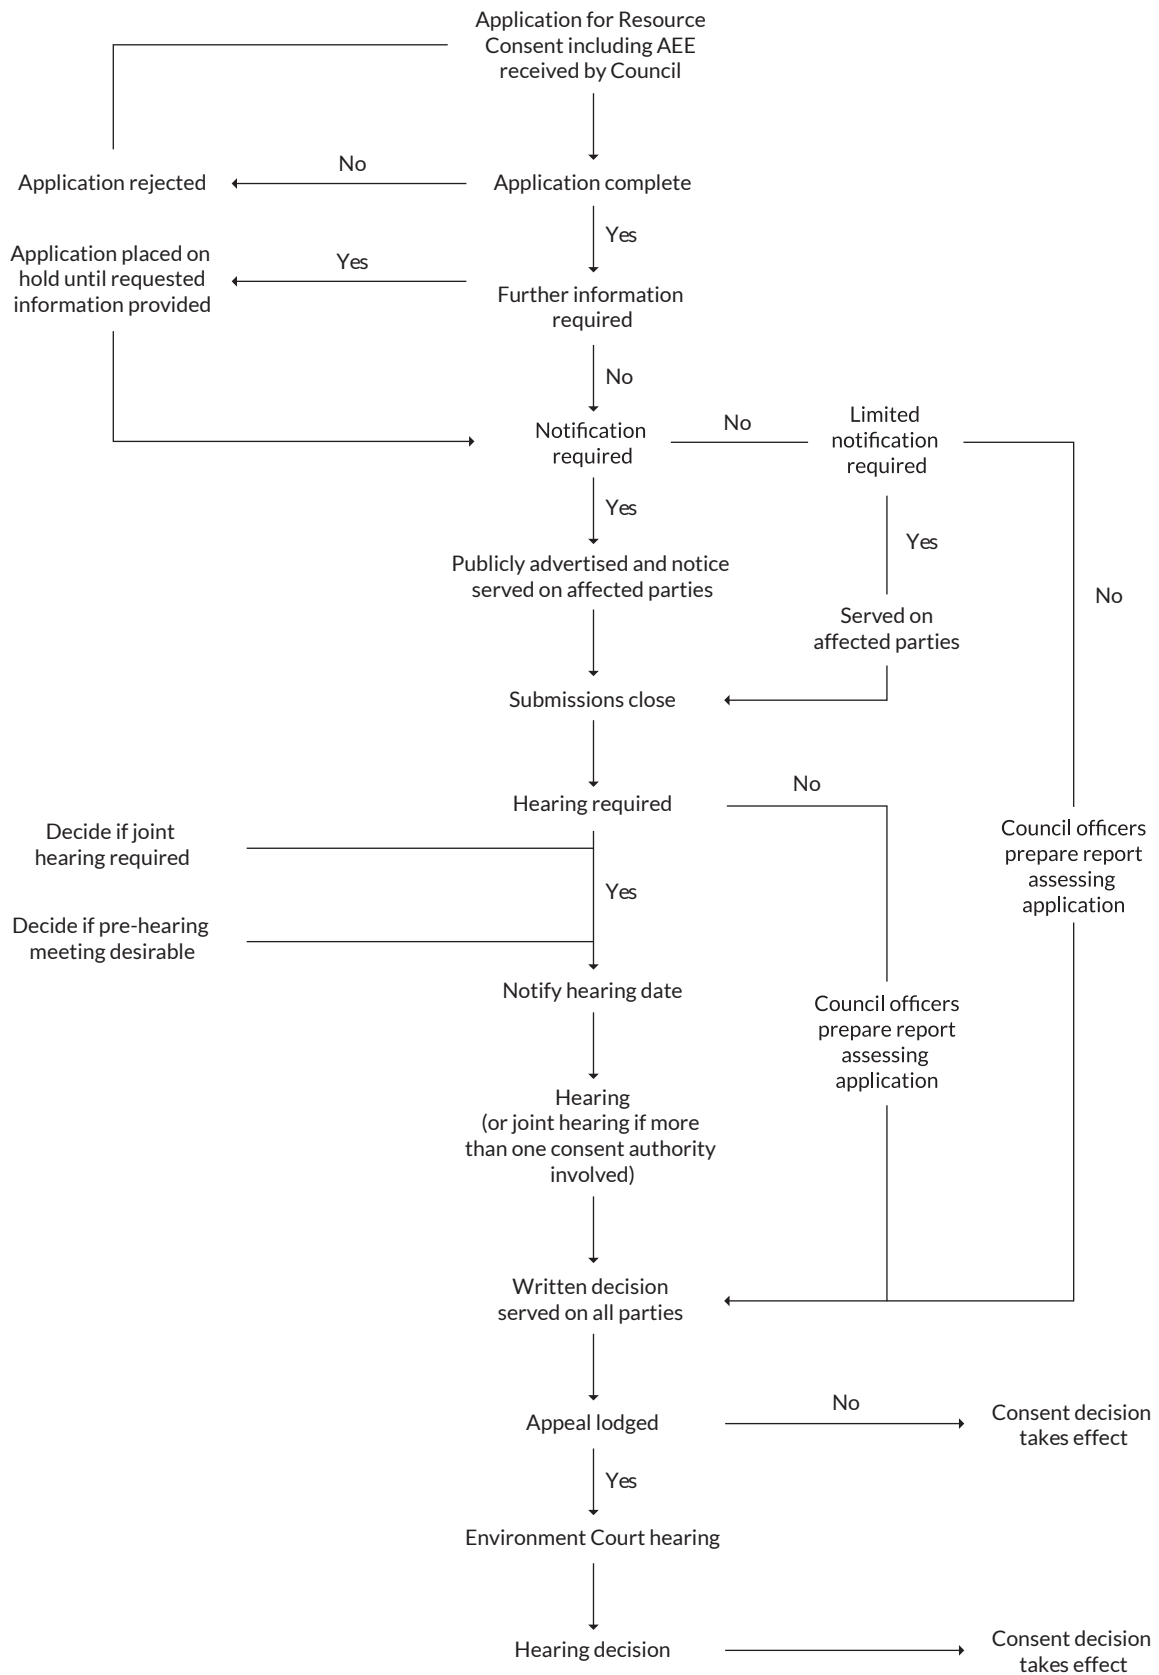 Application for Resource
Consent including AEE
received by Council
No
Application rejected
Application complete
Yes
Application placed on
hold until requested
information provided
Yes
Further information
required
No
Notification
required
No
Limited
notification
required
Yes
Yes
Publicly advertised and notice
served on affected parties
No
Served on
affected parties
Submissions close
No
Hearing required
Decide if joint
hearing required
Council officers
prepare report
assessing
application
Yes
Decide if pre-hearing
meeting desirable
Notify hearing date
Council officers
prepare report
assessing
application
Hearing
(or joint hearing if more
than one consent authority
involved)
Written decision
served on all parties
No
Appeal lodged
Consent decision
takes effect
Yes
Environment Court hearing
Hearing decision
Consent decision
takes effect